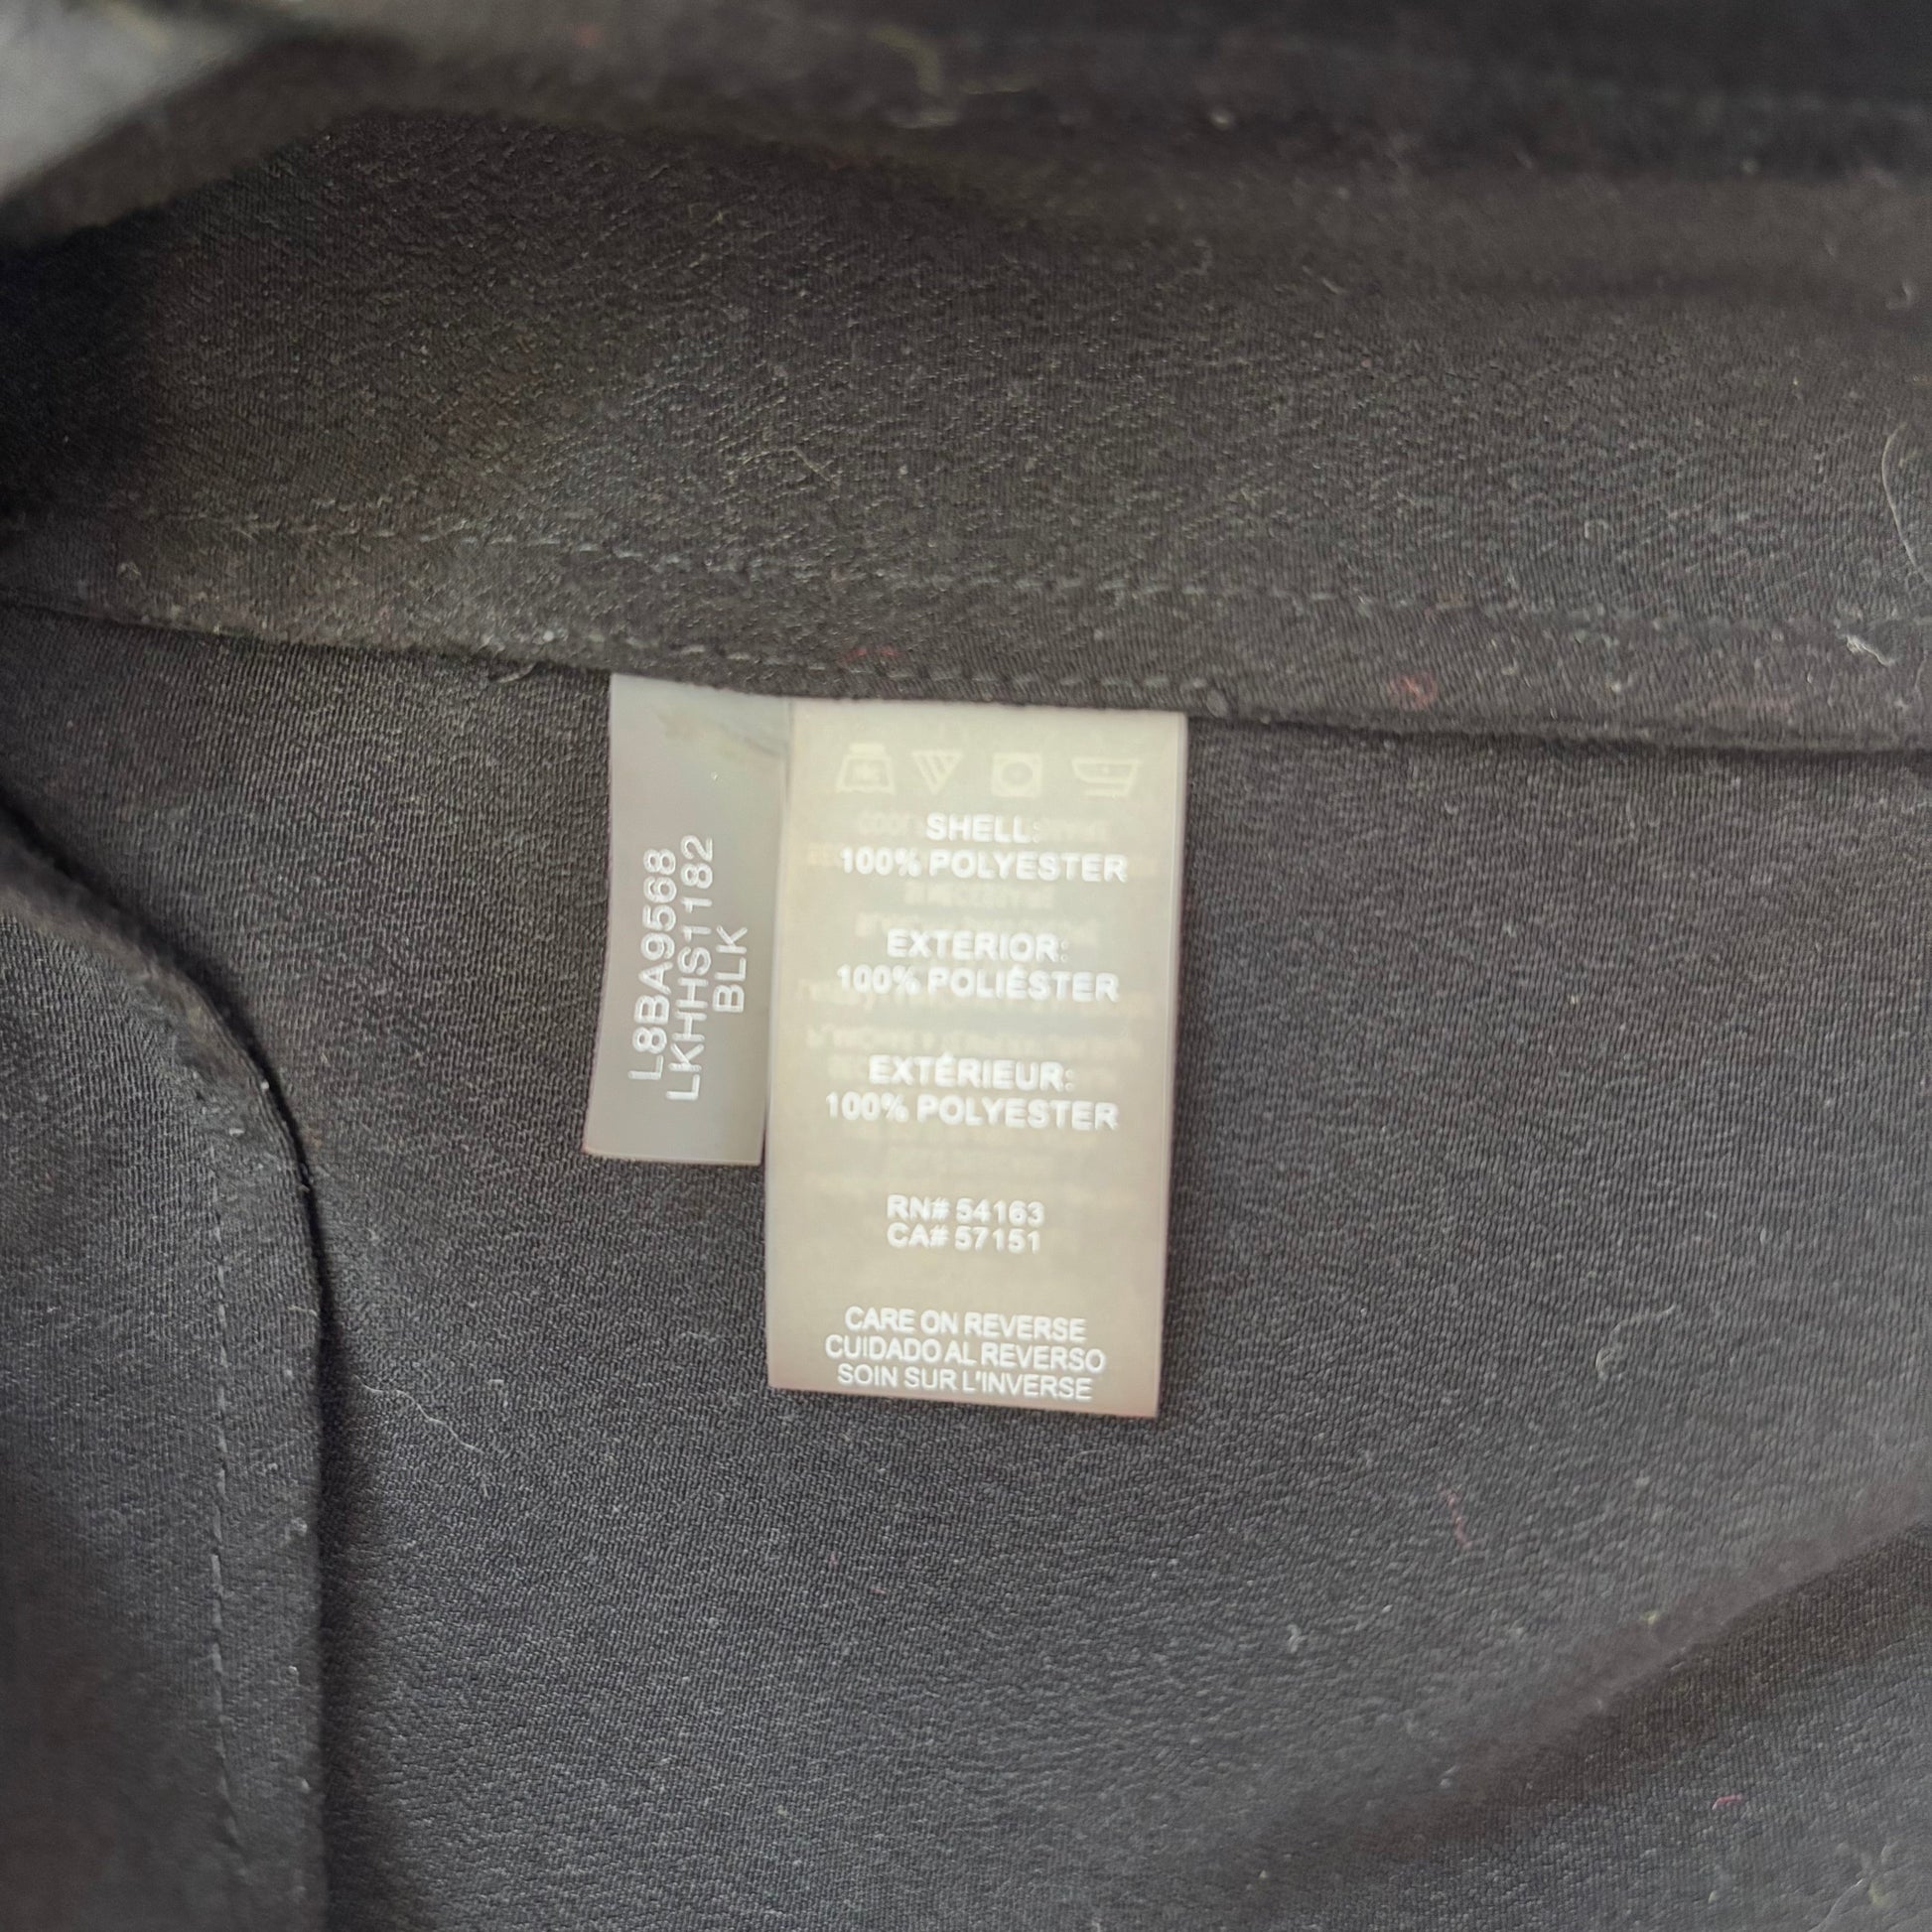 L8BA9568
LKHHS1182
BLK
SHELL:
100% POLYESTER
EXTERIOR:
100% POLIÉSTER
EXTÉRIEUR:
100% POLYESTER
RN# 54163
CA# 57151
CARE ON REVERSE
CUIDADO AL REVERSO
SOIN SUR L'INVERSE